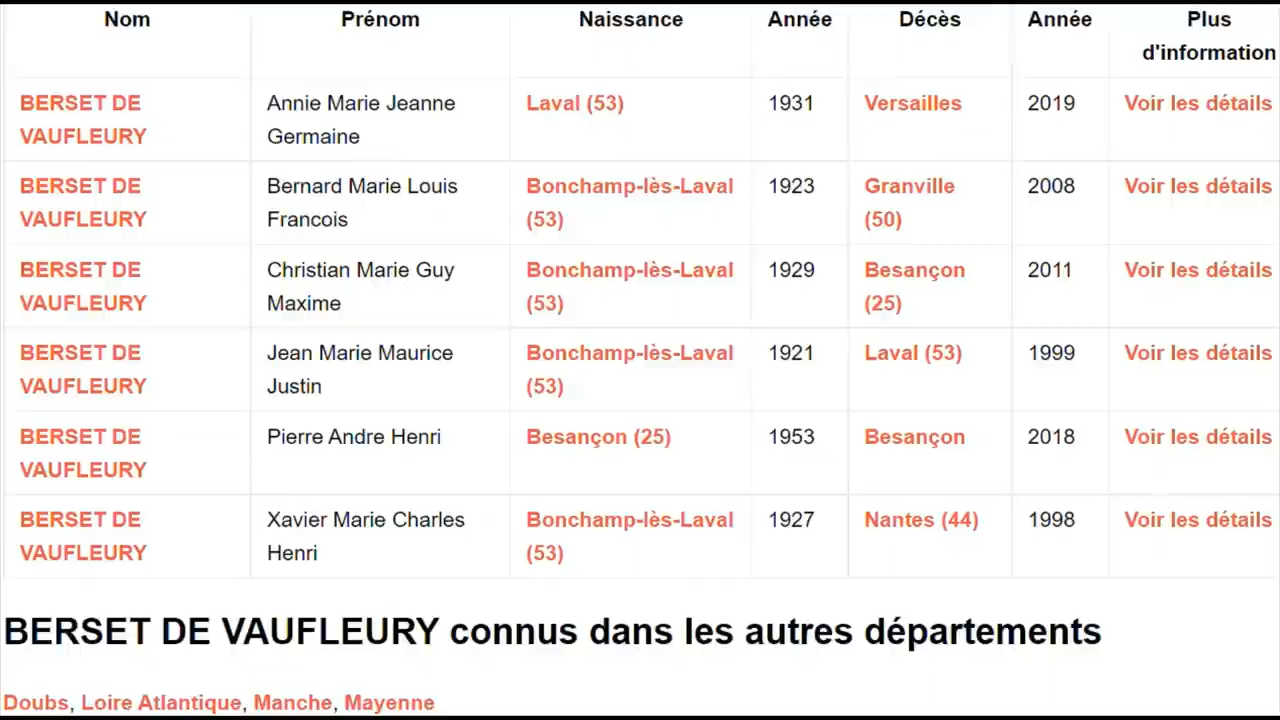 Nom Prénom Naissance Année Décès Année Plus
d'information
BERSET DE Annie Marie Jeanne Laval (53) 1931 Versailles 2019 Voir les détails
VAUFLEURY Germaine
BERSET DE Bernard Marie Louis Bonchamp-lès-Laval 1923 Granville 2008 Voir les détails
VAUFLEURY Francois (53) (50)
BERSET DE Christian Marie Guy Bonchamp-lès-Laval 1929 Besançon 2011 Voir les détails
VAUFLEURY Maxime (53) (25)
BERSET DE Jean Marie Maurice Bonchamp-lès-Laval 1921 Laval (53) 1999 Voir les détails
VAUFLEURY Justin (53)
BERSET DE Pierre Andre Henri Besançon (25) 1953 Besançon 2018 Voir les détails
VAUFLEURY
BERSET DE Xavier Marie Charles Bonchamp-lès-Laval 1927 Nantes (44) 1998 Voir les détails
VAUFLEURY Henri (53)
BERSET DE VAUFLEURY connus dans les autres départements
Doubs, Loire Atlantique, Manche, Mayenne